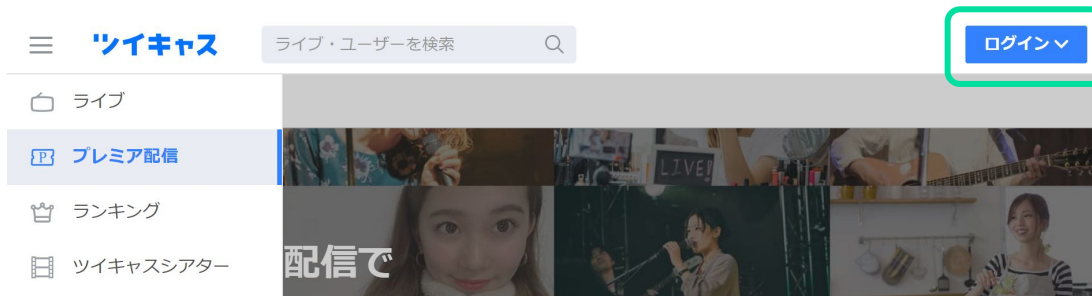 ツイキャス
ライブ・ユーザーを検索
ログイン
ライブ
P
プレミア配信
ランキング
ツイキャスシアター
LIVE!
配信で